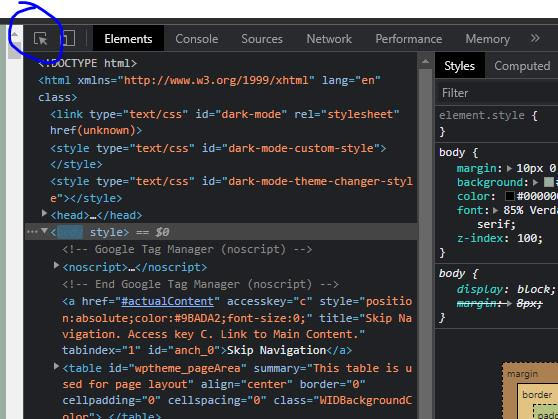 Elements Console Sources Network Performance Memory »
<!DOCTYPE html>
<html xmlns="http://www.w3.org/1999/xhtml" lang="en"
class>
<link type="text/css" id="dark-mode" rel="stylesheet"
href(unknown)>
<style type="text/css" id="dark-mode-custom-style">
</style>
<style type="text/css" id="dark-mode-theme-changer-styl
e"></style>
<head>…</head>
<body style> == $0
<!-- Google Tag Manager (noscript) -->
<noscript>…</noscript>
<!-- End Google Tag Manager (noscript) -->
<a href="#actualContent" accesskey="c" style="positio
n:absolute;color:#9BADA2;font-size:0;" title="Skip Na
vigation. Access key C. Link to Main Content."
tabindex="1" id="anch_0">Skip Navigation</a>
<table id="wptheme_pageArea" summary="This table is u
sed for page layout" align="center" border="0"
cellpadding="0" cellspacing="0" class="WIDBackgroundC
olor"> </table>
Styles Computed
Filter
element.style {
}
body {
margin: 10px 0
background:
color: #00000
font: 85% Verda
serif;
z-index: 100;
}
body {
display: block;
margin: 8px;
}
margin
border
padd